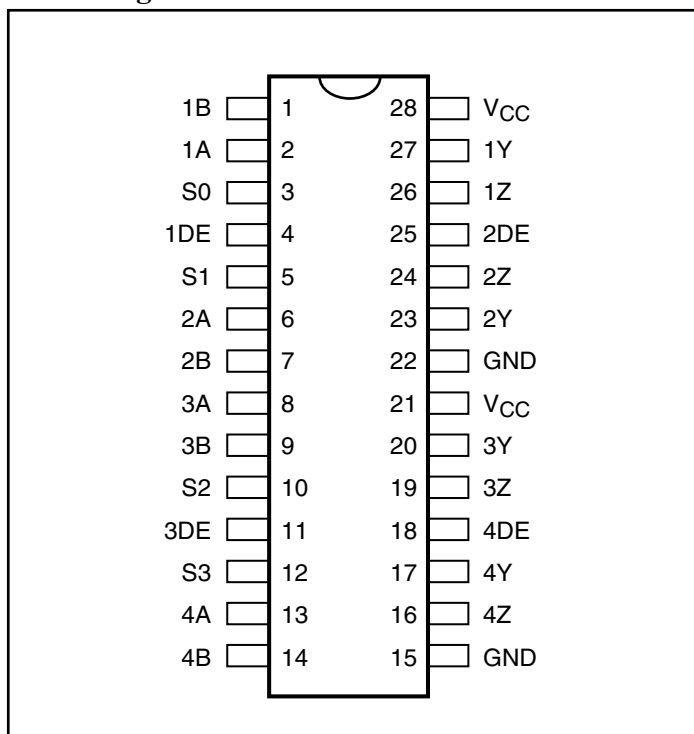 1B 1 28 VCC
1A 2 27 1Y
S0 3 26 1Z
1DE 4 25 2DE
S1 5 24 2Z
2A 6 23 2Y
2B 7 22 GND
3A 8 21 VCC
3B 9 20 3Y
S2 10 19 3Z
3DE 11 18 4DE
S3 12 17 4Y
4A 13 16 4Z
4B 14 15 GND